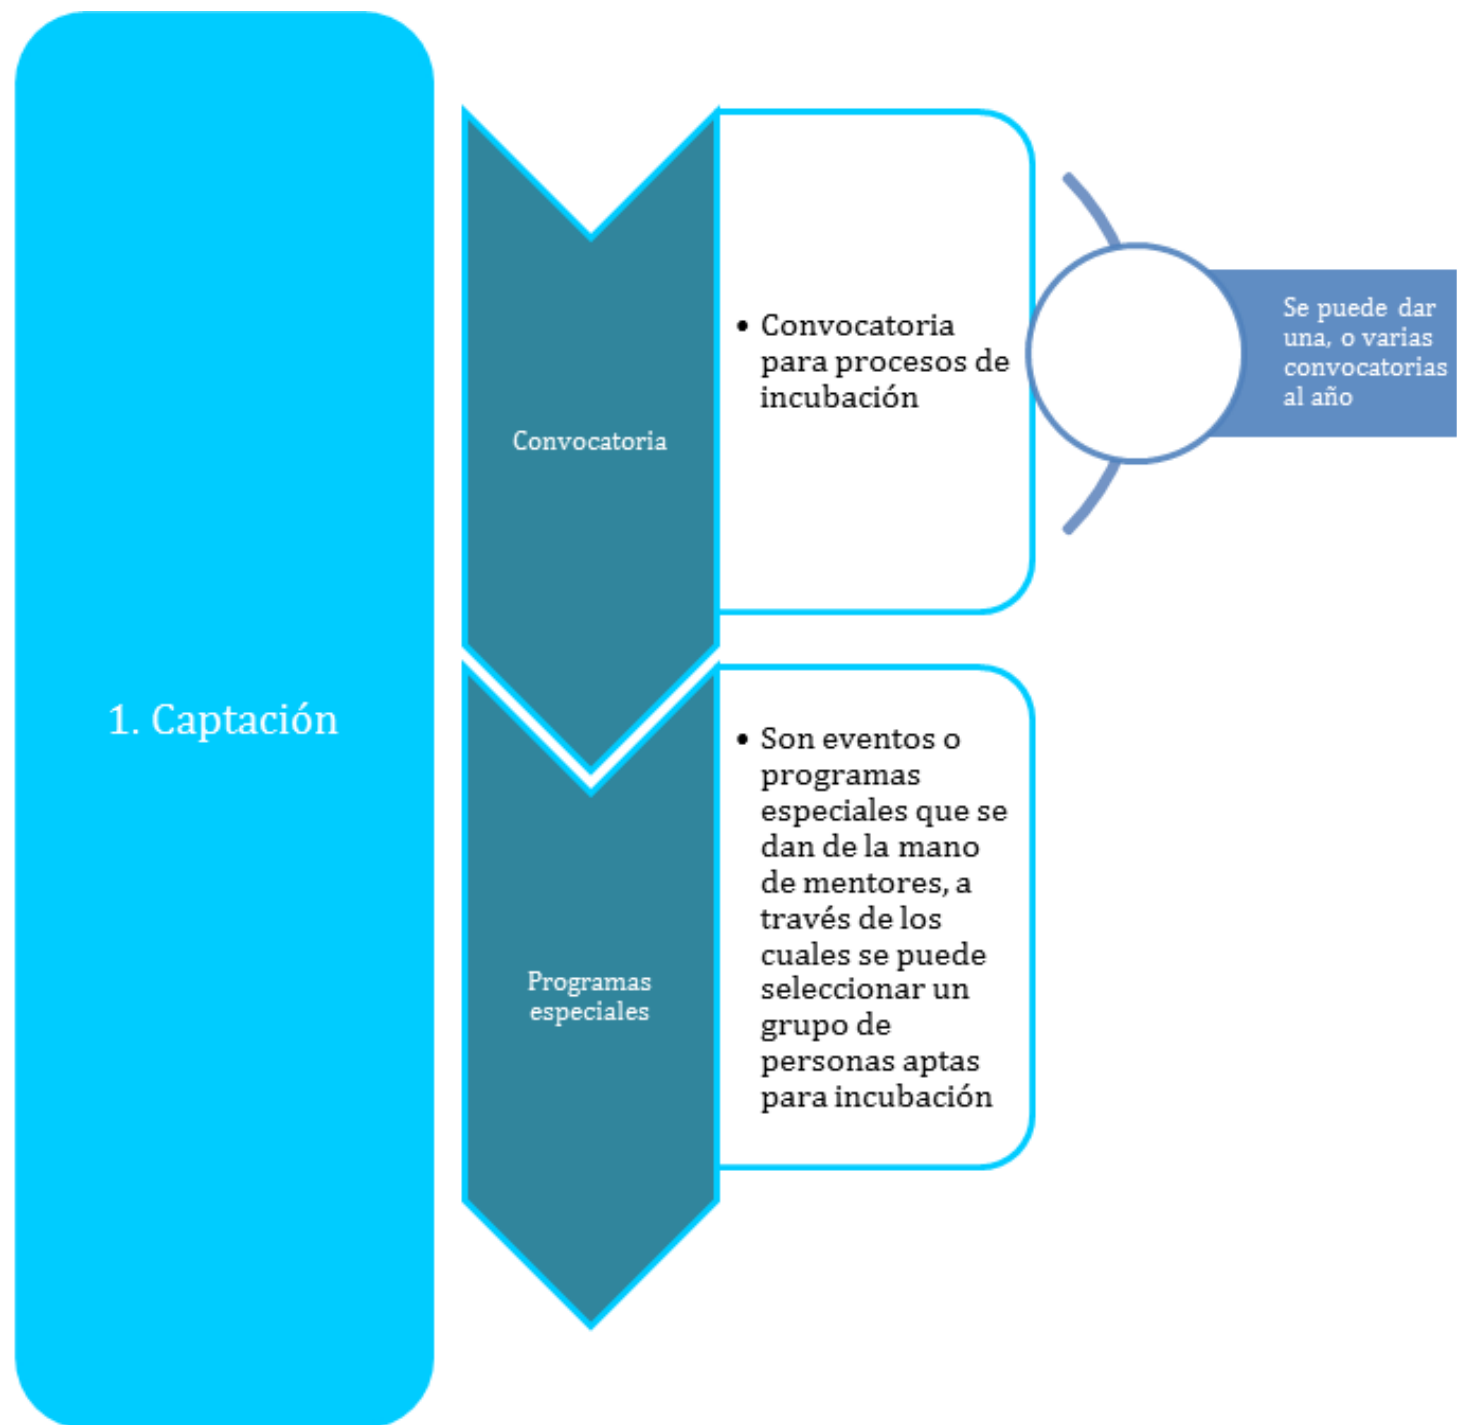 1. Captación
Convocatoria
• Convocatoria
para procesos de
incubación
Se puede dar
una, o varias
convocatorias
al año
Programas
especiales
• Son eventos o
programas
especiales que se
dan de la mano
de mentores, a
través de los
cuales se puede
seleccionar un
grupo de
personas aptas
para incubación